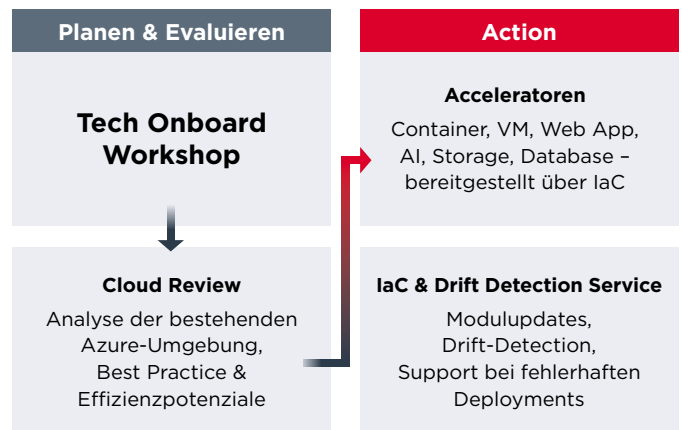 Planen & Evaluieren
Tech Onboard
Workshop
Cloud Review
Analyse der bestehenden
Azure-Umgebung,
Best Practice &
Effizienzpotenziale
Action
Acceleratoren
Container, VM, Web App,
AI, Storage, Database –
bereitgestellt über IaC
IaC & Drift Detection Service
Modulupdates,
Drift-Detection,
Support bei fehlerhaften
Deployments